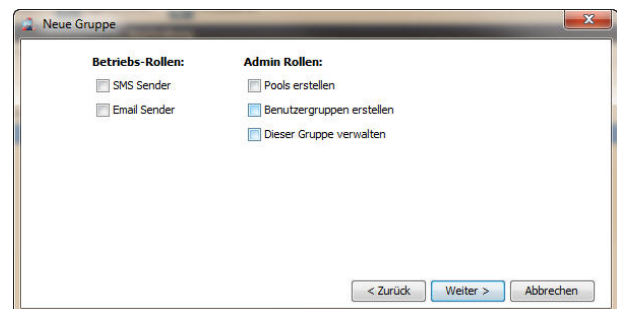 Neue Gruppe
Betriebs-Rollen: Admin Rollen:
SMS Sender Pools erstellen
Email Sender Benutzergruppen erstellen
Dieser Gruppe verwalten
< Zurück Weiter > Abbrechen